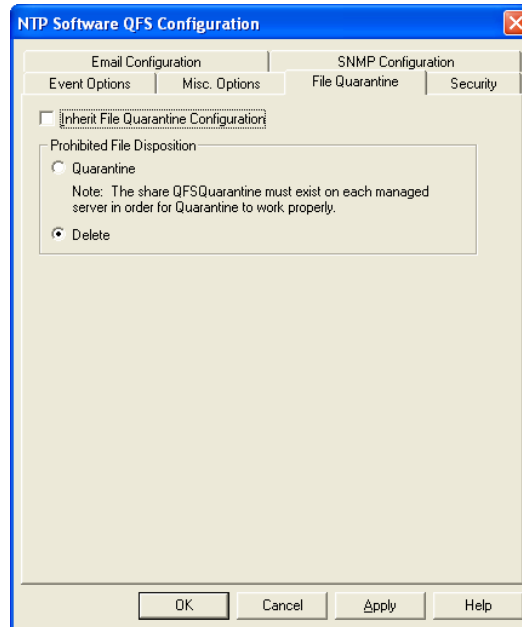 NTP Software QFS Configuration
Email Configuration
SNMP Configuration
Event Options
Misc. Options
File Quarantine
Security
Inherit File Quarantine Configuration
Prohibited File Disposition
Quarantine
Note: The share QFSQuarantine must exist on each managed
server in order for Quarantine to work properly.
Delete
OK
Cancel
Apply
Help